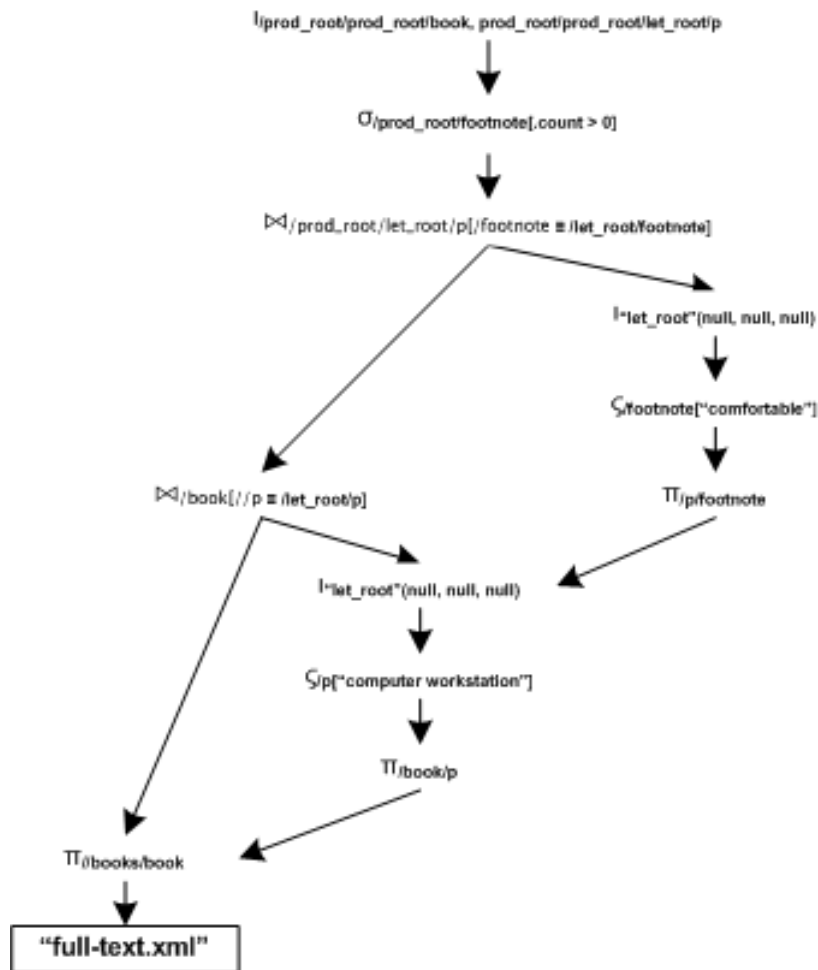 I/prod_root/prod_root/book, prod_root/prod_root/let_root/p
σ/prod_root/footnote[.count > 0]
⋈/prod_root/let_root/p[/footnote ≡ /let_root/footnote]
I“let_root”(null, null, null)
ς/footnote[“comfortable”]
⋈/book[//p ≡ /let_root/p]
π/p/footnote
I“let_root”(null, null, null)
ς/p[“computer workstation”]
π/book/p
π//books/book
“full-text.xml”